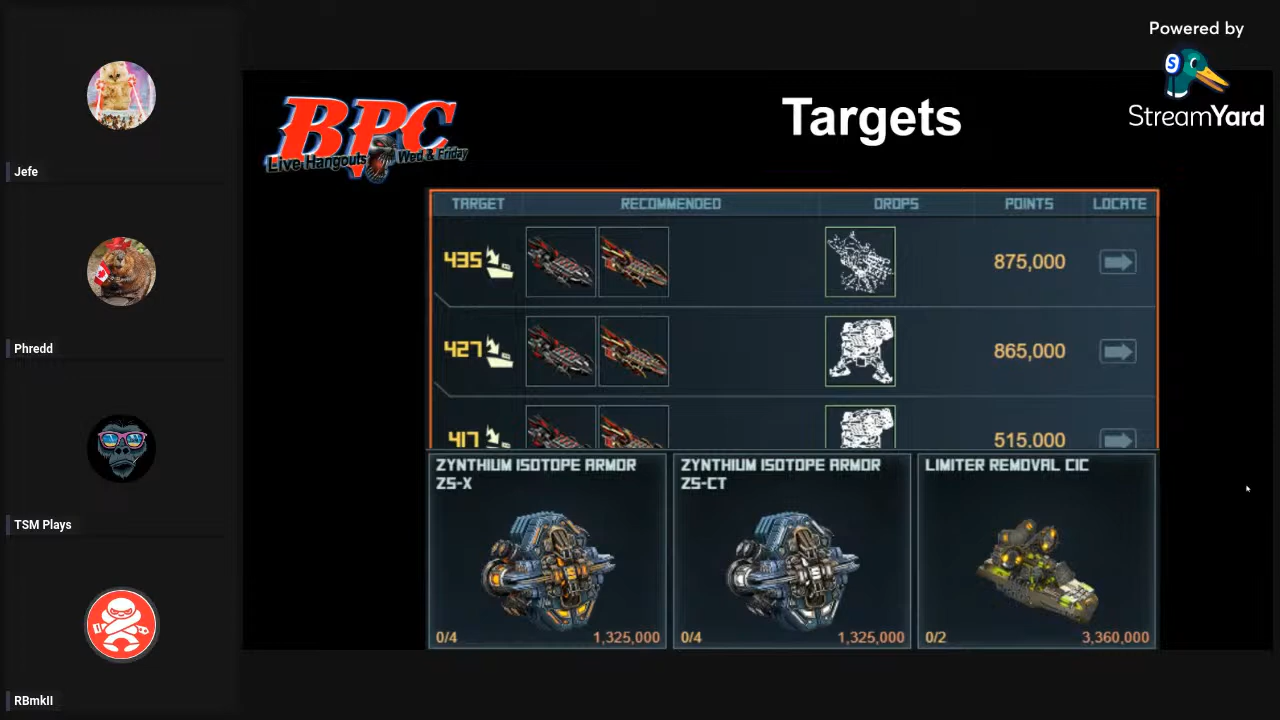 Powered by
StreamYard
Jefe
Phredd
TSM Plays
RBmkII
BPC
Live Hangouts Wed & Friday
Targets
TARGET RECOMMENDED DROPS POINTS LOCATE
435 875,000
427 865,000
417 515,000
ZYNTHIUM ISOTOPE ARMOR
ZS-X
0/4 1,325,000
ZYNTHIUM ISOTOPE ARMOR
ZS-CT
0/4 1,325,000
LIMITER REMOVAL CIC
0/2 3,360,000